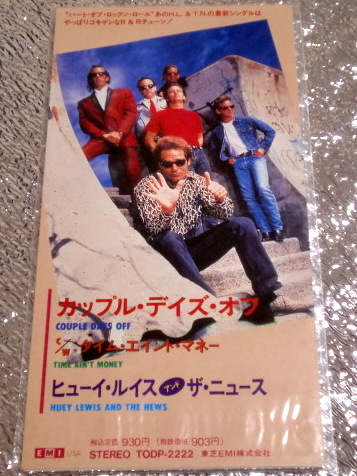 "ハート・オブ・ロックン・ロール"あのH.L. & T.N.の最新シングルは
やっぱりゴキゲンなR & Rチューン!
カップル・デイズ・オフ
COUPLE DAYS OFF
C/W タイム・エイント・マネー
TIME AIN'T MONEY
ヒューイ・ルイス アンド ザ・ニュース
HUEY LEWIS AND THE NEWS
税込定価930円(税抜価格903円)
EMI USA STEREO TODP-2222 東芝EMI株式会社